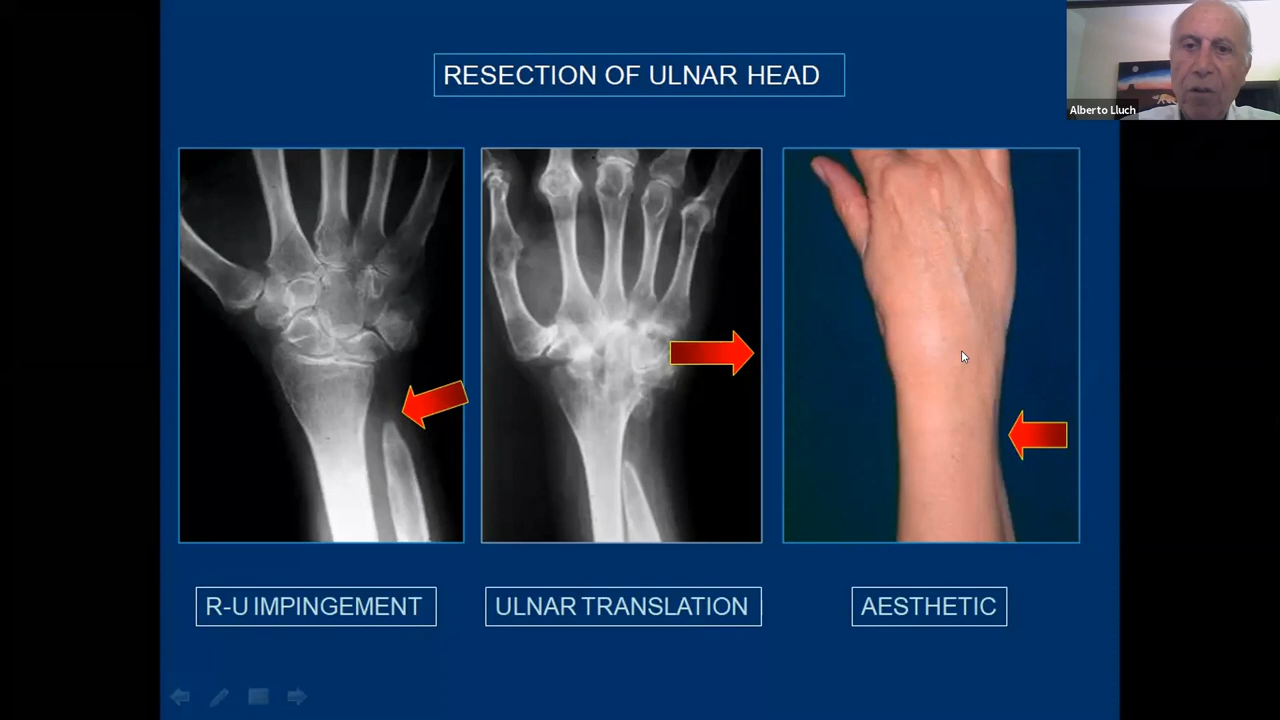 RESECTION OF ULNAR HEAD
Alberto Lluch
R-U IMPINGEMENT
ULNAR TRANSLATION
AESTHETIC